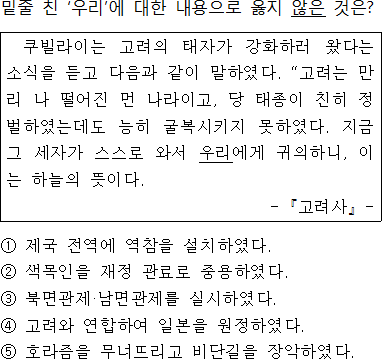 밑줄 친 ‘우리’에 대한 내용으로 옳지 않은 것은?
쿠빌라이는 고려의 태자가 강화하러 왔다는
소식을 듣고 다음과 같이 말하였다. “고려는 만
리 나 떨어진 먼 나라이고, 당 태종이 친히 정
벌하였는데도 능히 굴복시키지 못하였다. 지금
그 세자가 스스로 와서 우리에게 귀의하니, 이
는 하늘의 뜻이다.
-『고려사』-
① 제국 전역에 역참을 설치하였다.
② 색목인을 재정 관료로 중용하였다.
③ 북면관제·남면관제를 실시하였다.
④ 고려와 연합하여 일본을 원정하였다.
⑤ 호라즘을 무너뜨리고 비단길을 장악하였다.